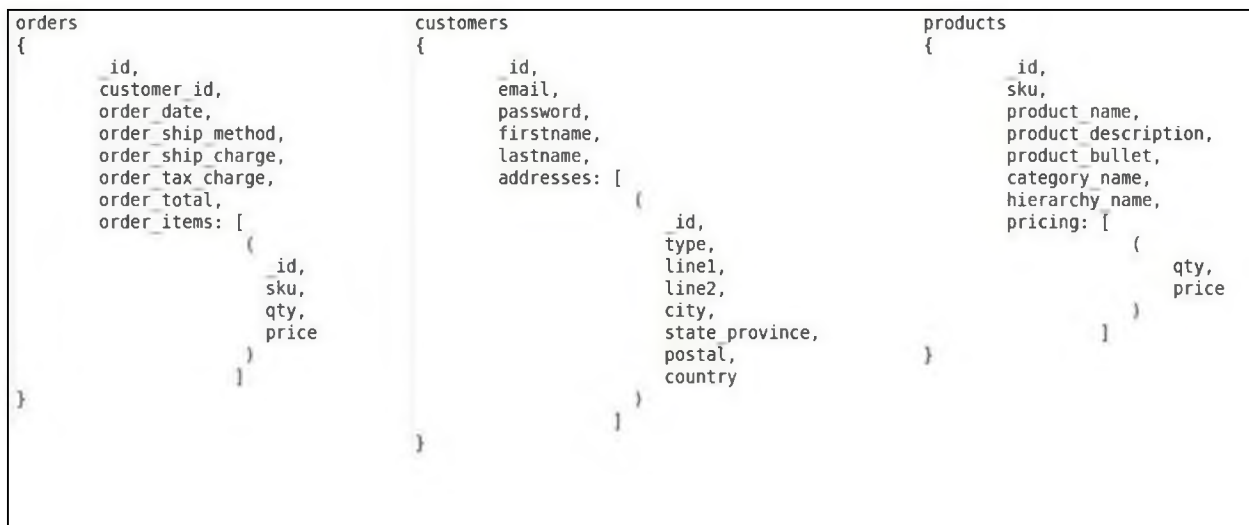 orders
{
_id,
customer_id,
order_date,
order_ship_method,
order_ship_charge,
order_tax_charge,
order_total,
order_items: [
(
_id,
sku,
qty,
price
)
]
}
customers
{
_id,
email,
password,
firstname,
lastname,
addresses: [
(
_id,
type,
line1,
line2,
city,
state_province,
postal,
country
)
]
}
products
{
_id,
sku,
product_name,
product_description,
product_bullet,
category_name,
hierarchy_name,
pricing: [
(
qty,
price
)
]
}